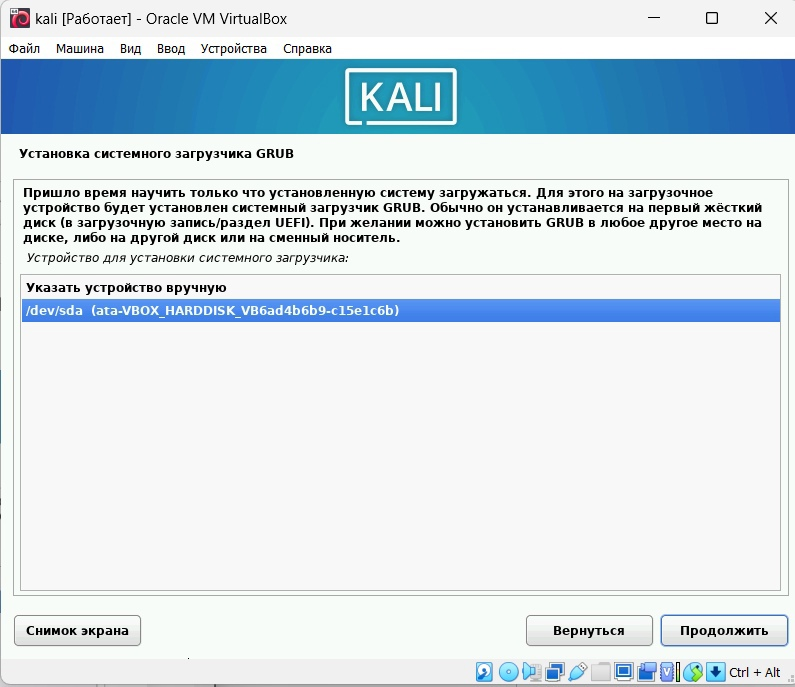 kali [Работает] - Oracle VM VirtualBox
Файл Машина Вид Ввод Устройства Справка
KALI
Установка системного загрузчика GRUB
Пришло время научить только что установленную систему загружаться. Для этого на загрузочное
устройство будет установлен системный загрузчик GRUB. Обычно он устанавливается на первый жёсткий
диск (в загрузочную запись/раздел UEFI). При желании можно установить GRUB в любое другое место на
диске, либо на другой диск или на сменный носитель.
Устройство для установки системного загрузчика:
Указать устройство вручную
/dev/sda (ata-VBOX_HARDDISK_VB6ad4b6b9-c15e1c6b)
Снимок экрана Вернуться Продолжить
Ctrl + Alt